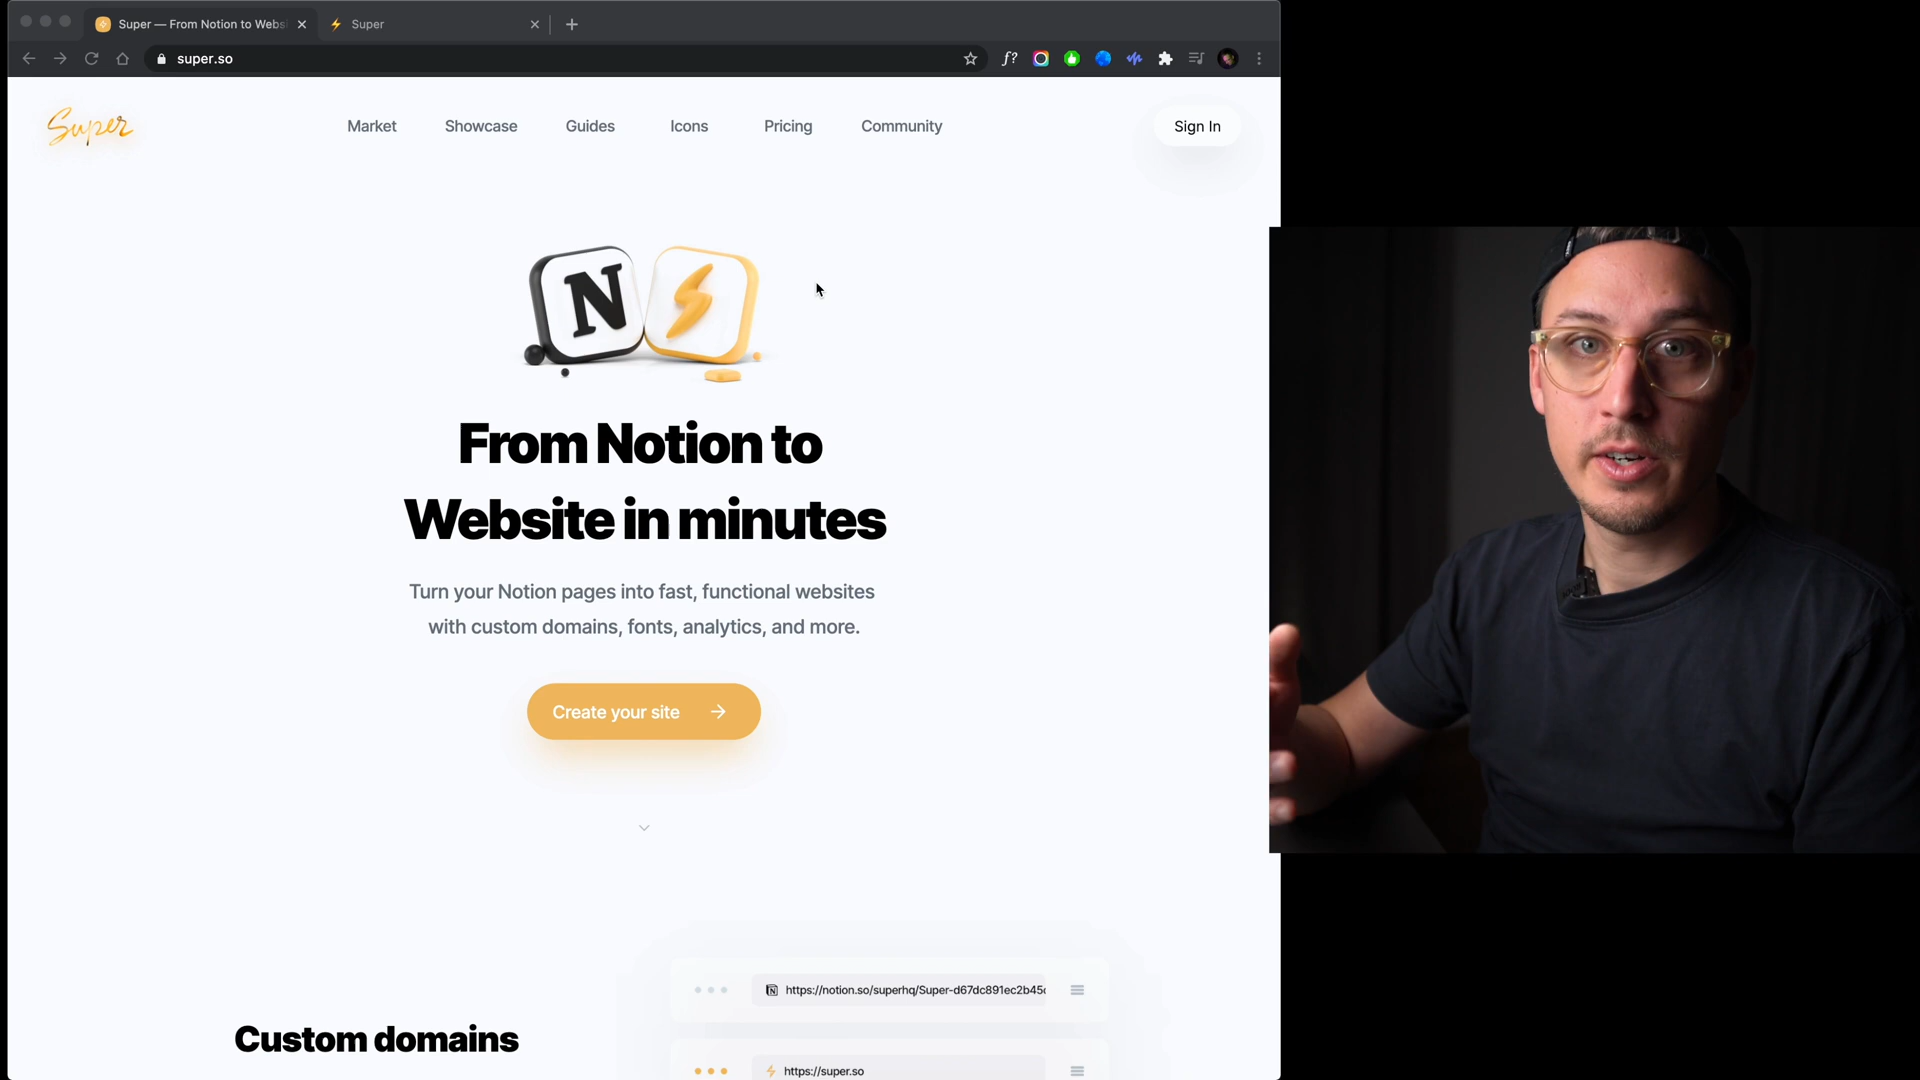 Super — From Notion to Webs
Super
super.so
f?
Super
Market
Showcase
Guides
Icons
Pricing
Community
Sign In
N
From Notion to
Website in minutes
Turn your Notion pages into fast, functional websites
with custom domains, fonts, analytics, and more.
Create your site
https://notion.so/superhq/Super-d67dc891ec2b45
Custom domains
https://super.so